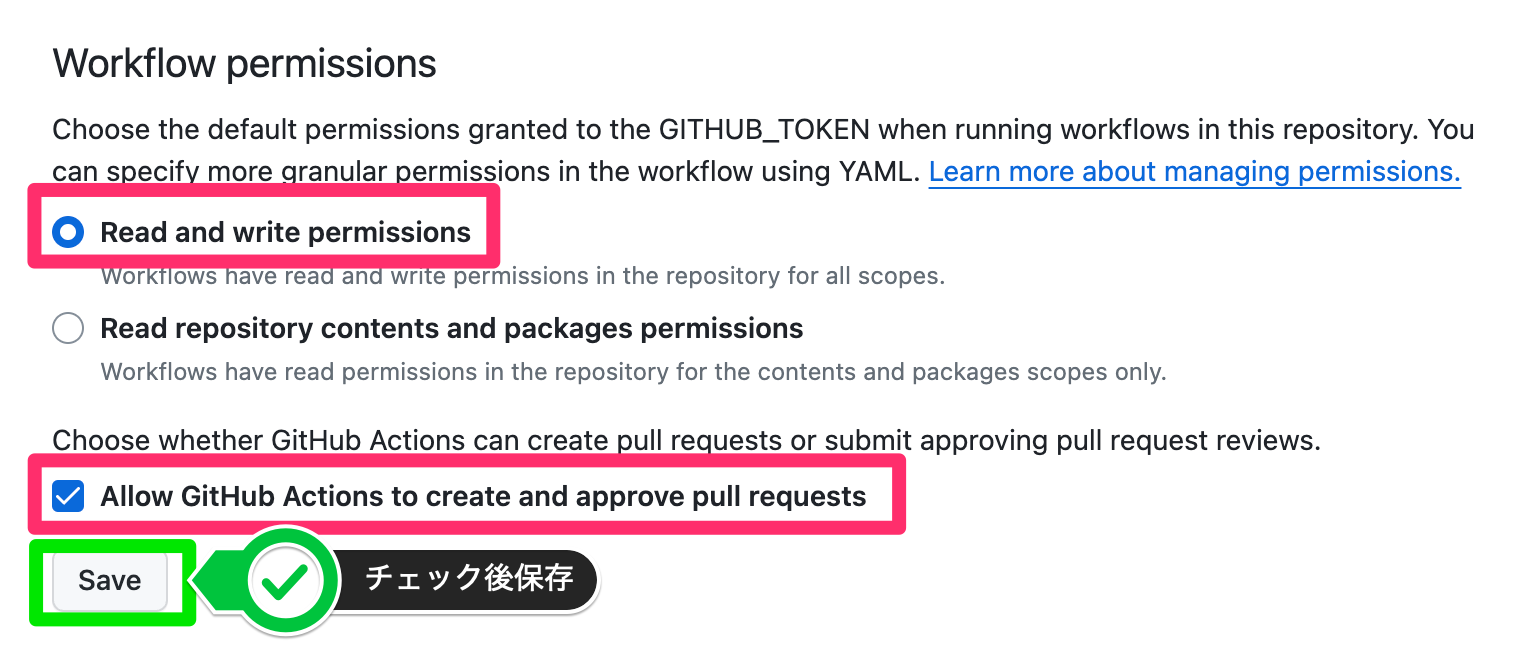 Workflow permissions
Choose the default permissions granted to the GITHUB_TOKEN when running workflows in this repository. You
can specify more granular permissions in the workflow using YAML. Learn more about managing permissions.
Read and write permissions
Workflows have read and write permissions in the repository for all scopes.
Read repository contents and packages permissions
Workflows have read permissions in the repository for the contents and packages scopes only.
Choose whether GitHub Actions can create pull requests or submit approving pull request reviews.
Allow GitHub Actions to create and approve pull requests
Save
チェック後保存